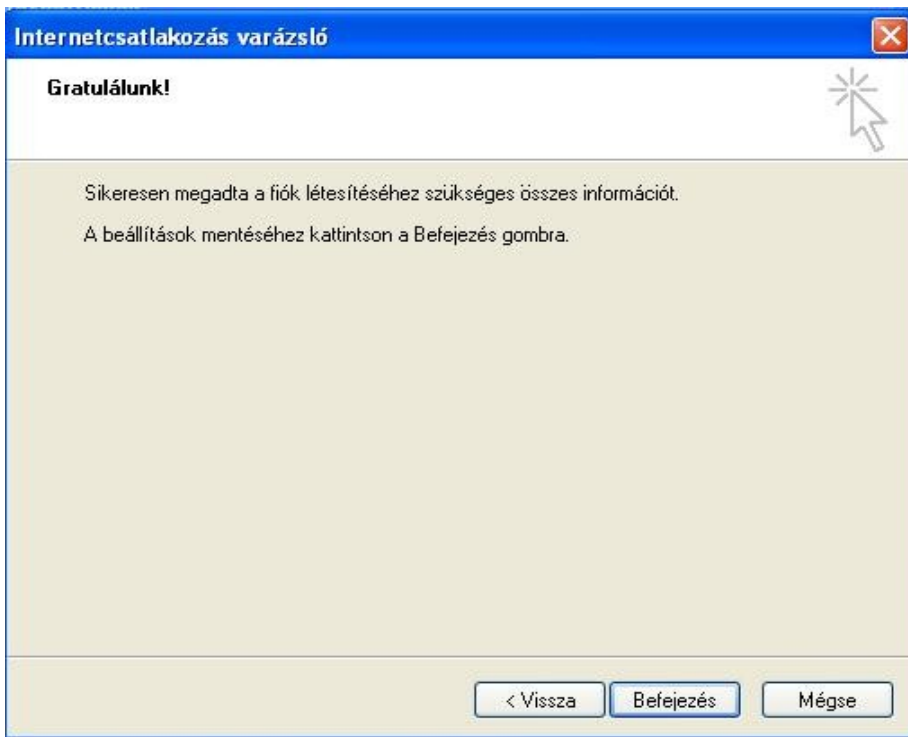 Internetcsatlakozás varázsló
Gratulálunk!
Sikeresen megadta a fiók létesítéséhez szükséges összes információt.
A beállítások mentéséhez kattintson a Befejezés gombra.
< Vissza
Befejezés
Mégse